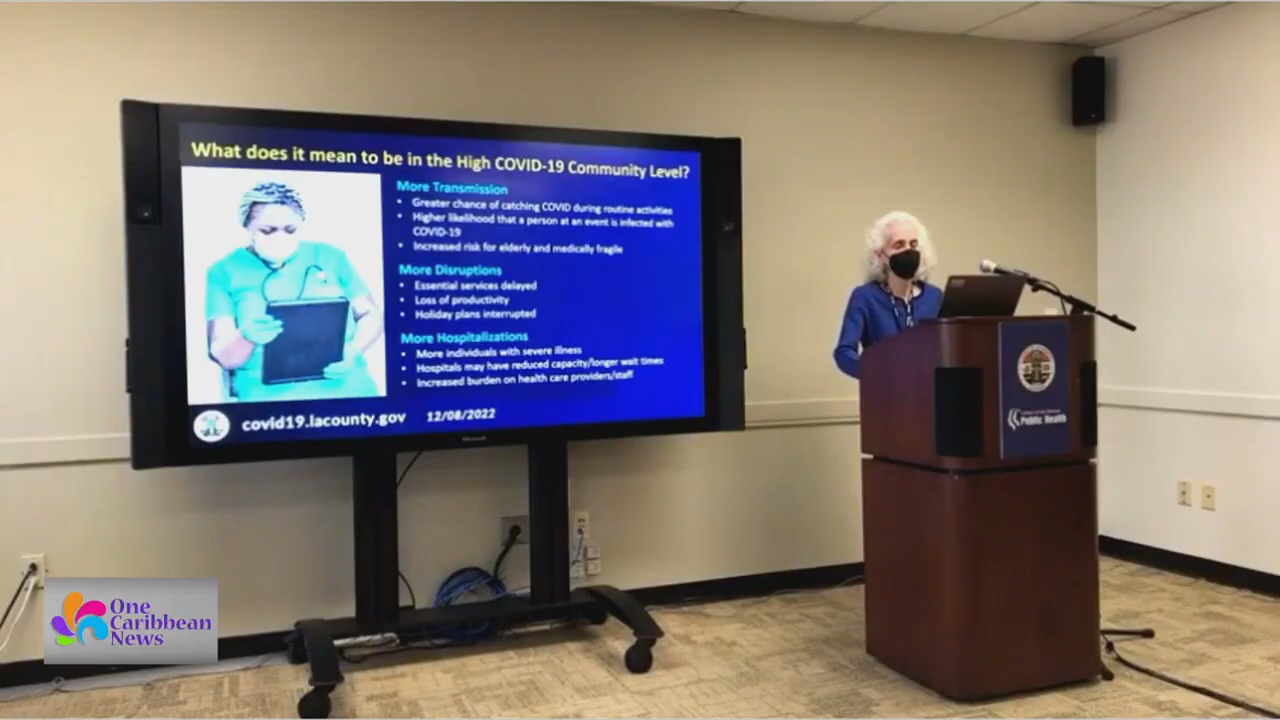 What does it mean to be in the High COVID-19 Community Level?
More Transmission
• Greater chance of catching COVID during routine activities
• Higher likelihood that a person at an event is infected with
COVID-19
• Increased risk for elderly and medically fragile
More Disruptions
• Essential services delayed
• Loss of productivity
• Holiday plans interrupted
More Hospitalizations
• More individuals with severe illness
• Hospitals may have reduced capacity/longer wait times
• Increased burden on health care providers/staff
covid19.lacounty.gov 12/08/2022
Microsoft
Public Health
One
Caribbean
News